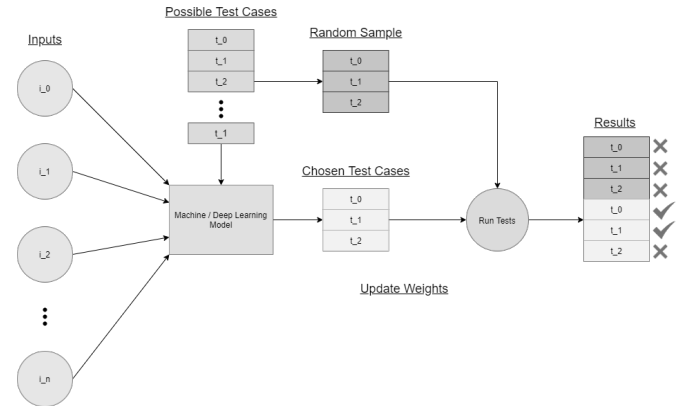 Possible Test Cases
Inputs
Random Sample
t_0
t_1
t_2
t_1
i_0
i_1
i_2
i_n
t_0
t_1
t_2
Machine / Deep Learning
Model
Chosen Test Cases
t_0
t_1
t_2
Run Tests
Results
t_0
t_1
t_2
t_0
t_1
t_2
Update Weights